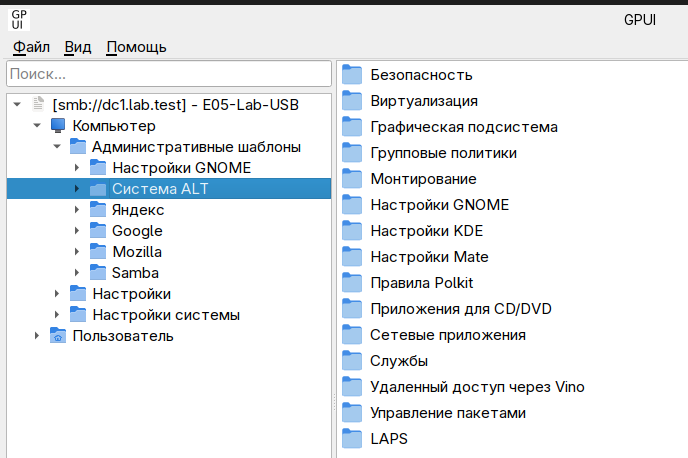 GP
UI
GPUI
Файл Вид Помощь
Поиск...
[smb://dc1.lab.test] - E05-Lab-USB
Компьютер
Административные шаблоны
Настройки GNOME
Система ALT
Яндекс
Google
Mozilla
Samba
Настройки
Настройки системы
Пользователь
Безопасность
Виртуализация
Графическая подсистема
Групповые политики
Монтирование
Настройки GNOME
Настройки KDE
Настройки Mate
Правила Polkit
Приложения для CD/DVD
Сетевые приложения
Службы
Удаленный доступ через Vino
Управление пакетами
LAPS